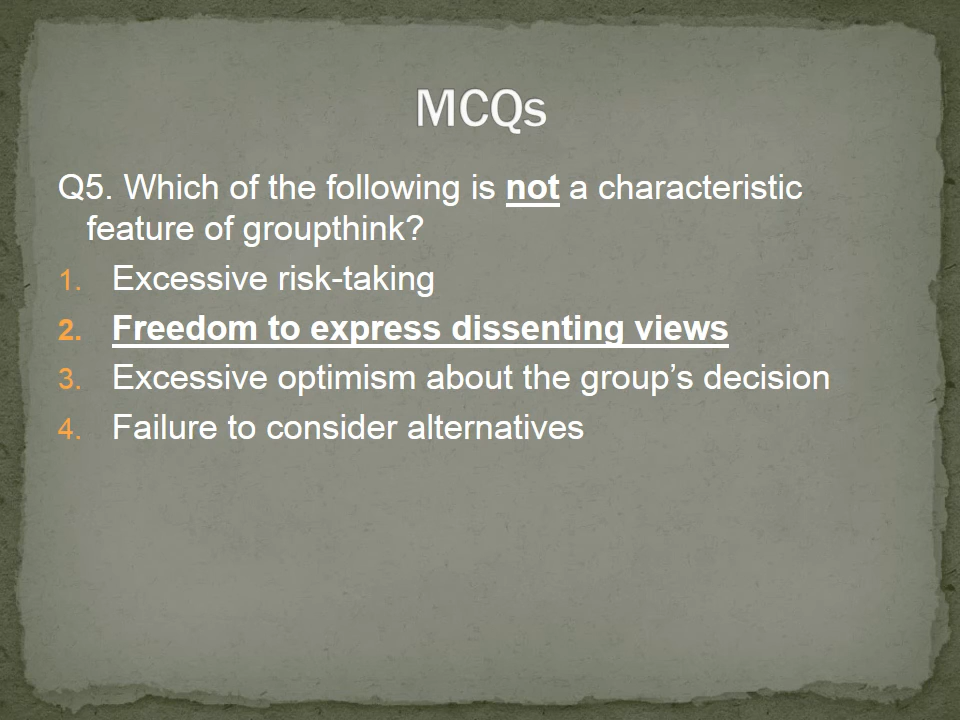 MCQs
Q5. Which of the following is not a characteristic
feature of groupthink?
1. Excessive risk-taking
2. Freedom to express dissenting views
3. Excessive optimism about the group’s decision
4. Failure to consider alternatives